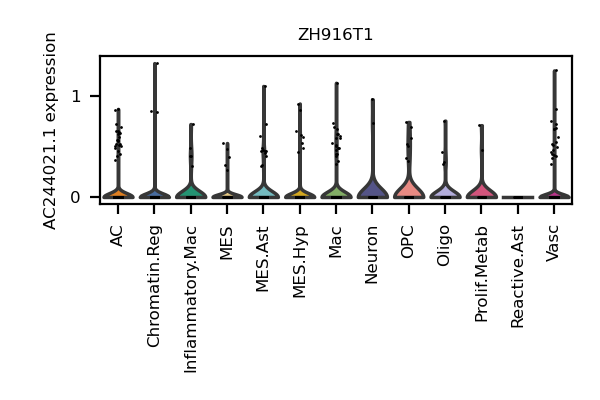 ZH916T1
AC244021.1 expression
1
0
AC
Chromatin.Reg
Inflammatory.Mac
MES
MES.Ast
MES.Hyp
Mac
Neuron
OPC
Oligo
Prolif.Metab
Reactive.Ast
Vasc